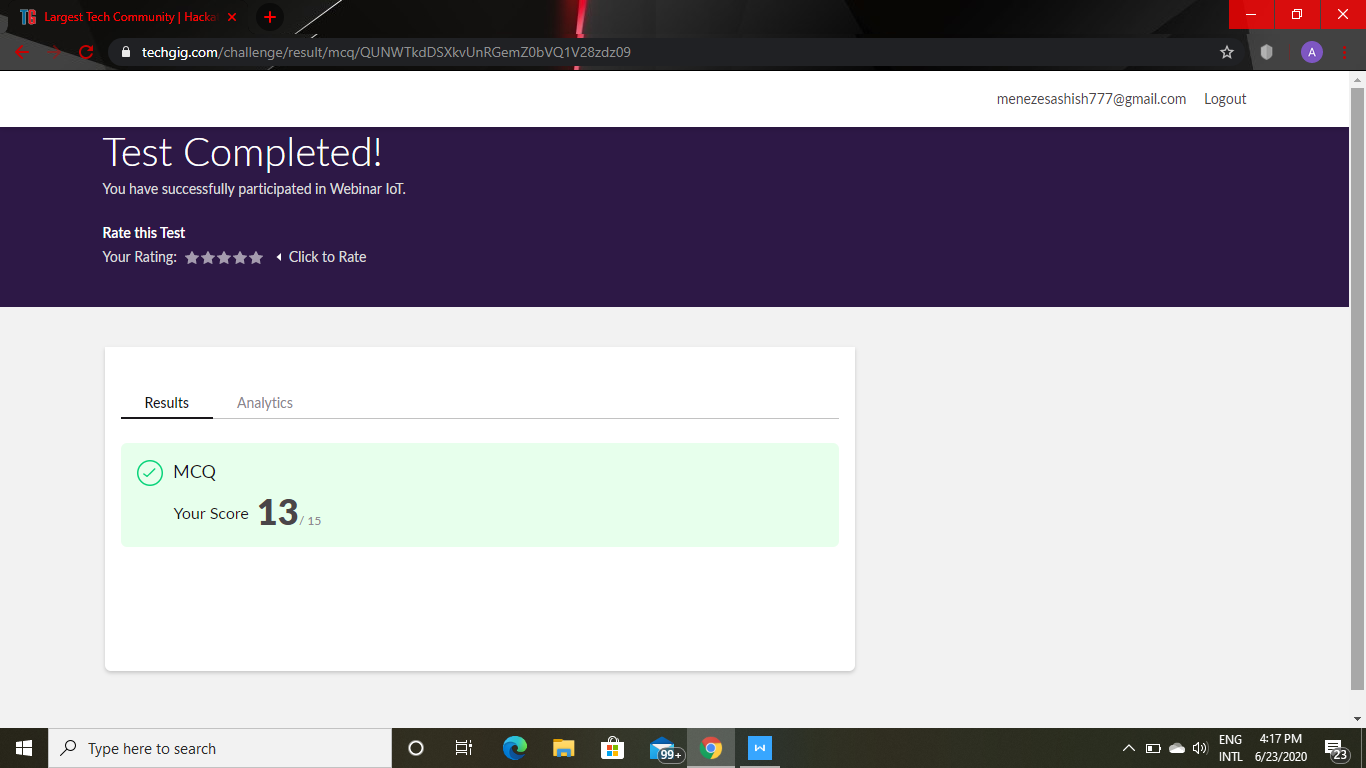 TG Largest Tech Community | Hacka
techgig.com/challenge/result/mcq/QUNWTkdDSXkvUnRGemZ0bVQ1V28zdz09
A
menezesashish777@gmail.com Logout
Test Completed!
You have successfully participated in Webinar IoT.
Rate this Test
Your Rating: Click to Rate
Results Analytics
MCQ
Your Score 13 / 15
Type here to search
99+
W
ENG
INTL
4:17 PM
6/23/2020
23